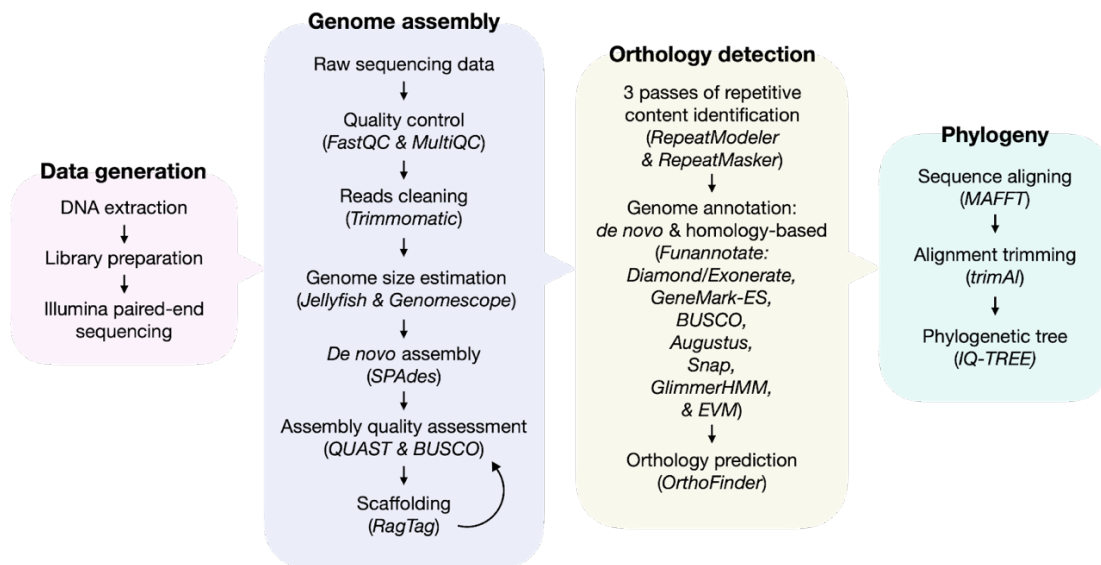 Data generation
DNA extraction
Library preparation
Illumina paired-end
sequencing
Genome assembly
Raw sequencing data
Quality control
(FastQC & MultiQC)
Reads cleaning
(Trimmomatic)
Genome size estimation
(Jellyfish & Genomescope)
De novo assembly
(SPAdes)
Assembly quality assessment
(QUAST & BUSCO)
Scaffolding
(RagTag)
Orthology detection
3 passes of repetitive
content identification
(RepeatModeler
& RepeatMasker)
Genome annotation:
de novo & homology-based
(Funannotate:
Diamond/Exonerate,
GeneMark-ES,
BUSCO,
Augustus,
Snap,
GlimmerHMM,
& EVM)
Orthology prediction
(OrthoFinder)
Phylogeny
Sequence aligning
(MAFFT)
Alignment trimming
(trimAl)
Phylogenetic tree
(IQ-TREE)